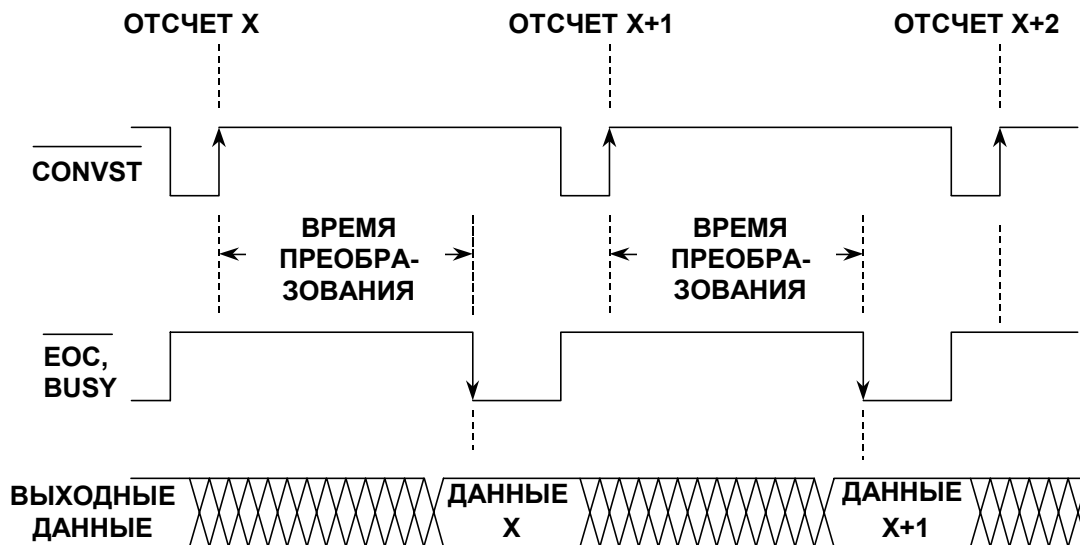 ОТСЧЕТ X
ОТСЧЕТ X+1
ОТСЧЕТ X+2
CONVST
ВРЕМЯ
ПРЕОБРА-
ЗОВАНИЯ
ВРЕМЯ
ПРЕОБРА-
ЗОВАНИЯ
EOC,
BUSY
ВЫХОДНЫЕ
ДАННЫЕ
ДАННЫЕ
X
ДАННЫЕ
X+1